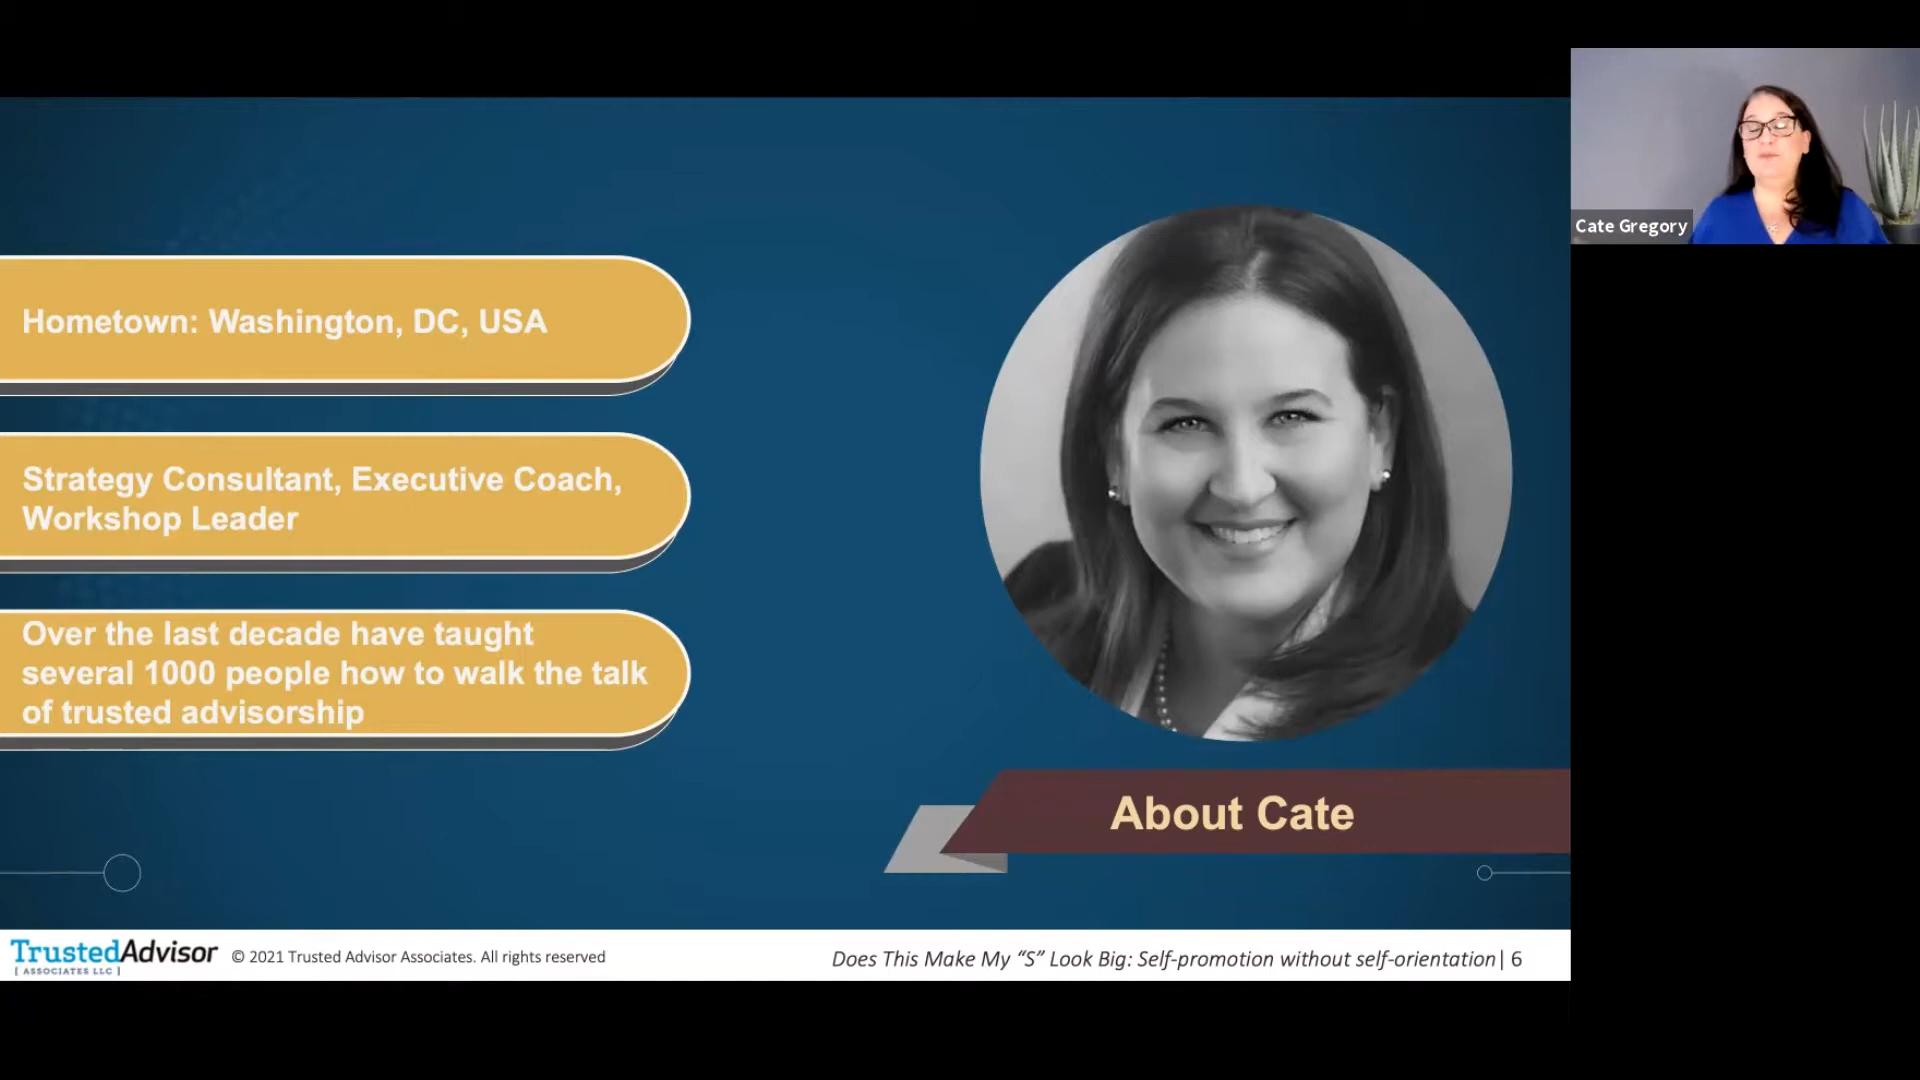 Hometown: Washington, DC, USA
Strategy Consultant, Executive Coach,
Workshop Leader
Over the last decade have taught
several 1000 people how to walk the talk
of trusted advisorship
About Cate
Cate Gregory
TrustedAdvisor
[ ASSOCIATES LLC ]
© 2021 Trusted Advisor Associates. All rights reserved
Does This Make My “S” Look Big: Self-promotion without self-orientation| 6